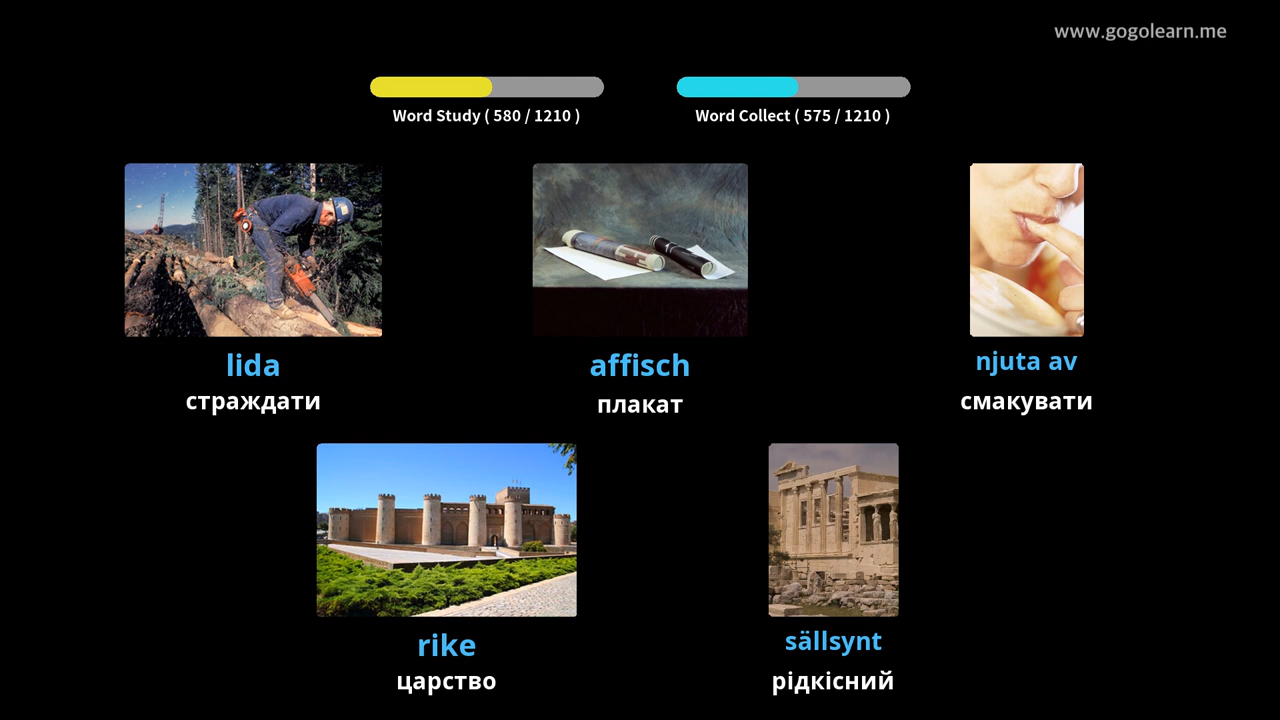 www.gogolearn.me
Word Study ( 580 / 1210 )
Word Collect ( 575 / 1210 )
lida
страждати
affisch
плакат
njuta av
смакувати
rike
царство
sällsynt
рідкісний